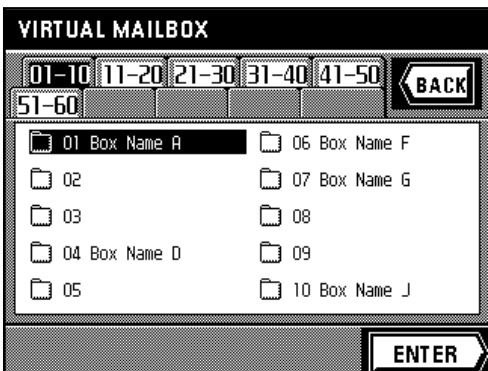 VIRTUAL MAILBOX
01-10 11-20 21-30 31-40 41-50
BACK
51-60
01 Box Name A
02
03
04 Box Name D
05
06 Box Name F
07 Box Name G
08
09
10 Box Name J
ENTER